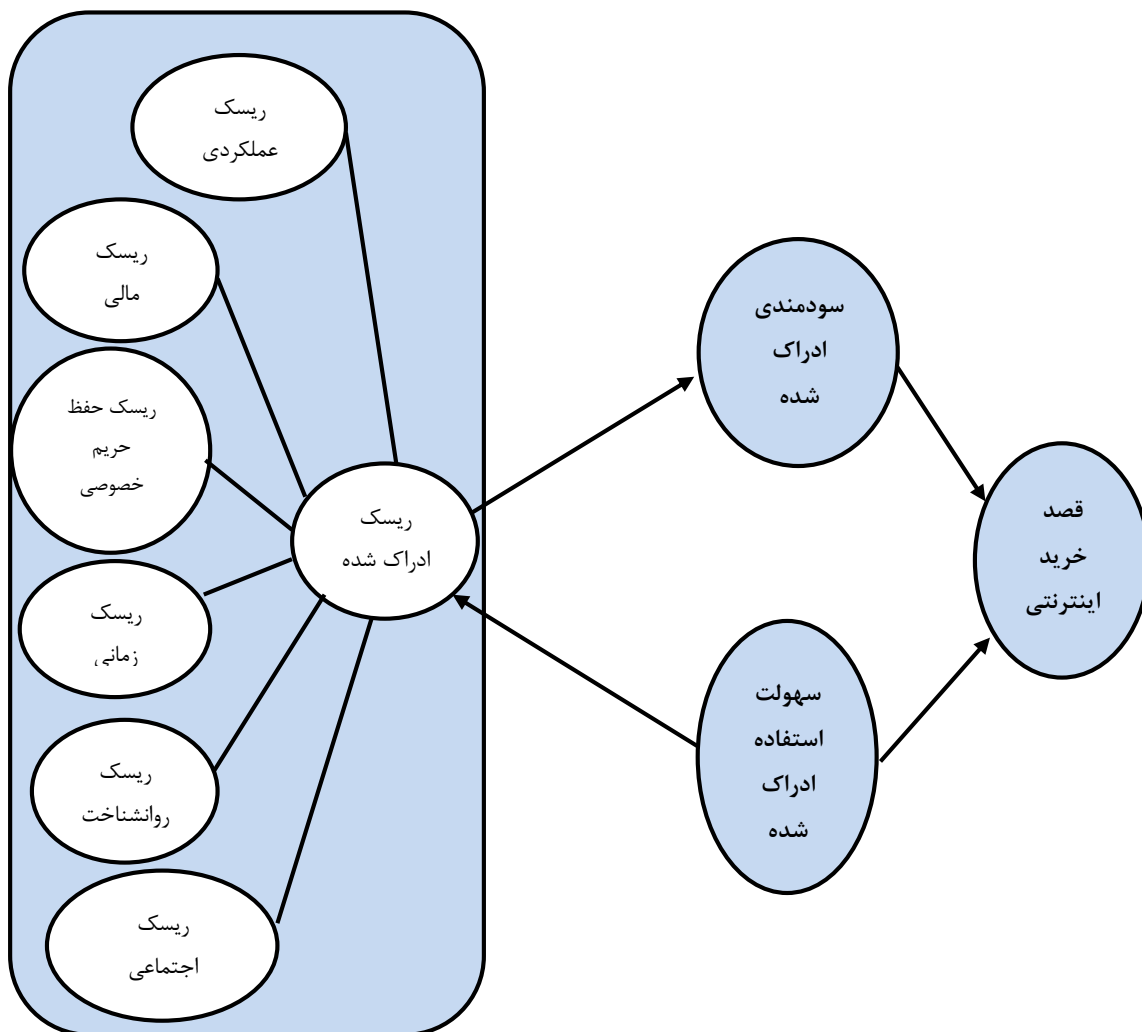 ریسک
عملکردی
ریسک
مالی
ریسک حفظ
حریم
خصوصی
ریسک
زمانی
ریسک
روانشناخت
ریسک
اجتماعی
ریسک
ادراک شده
سودمندی
ادراک
شده
سهولت
استفاده
ادراک
شده
قصد
خرید
اینترنتی